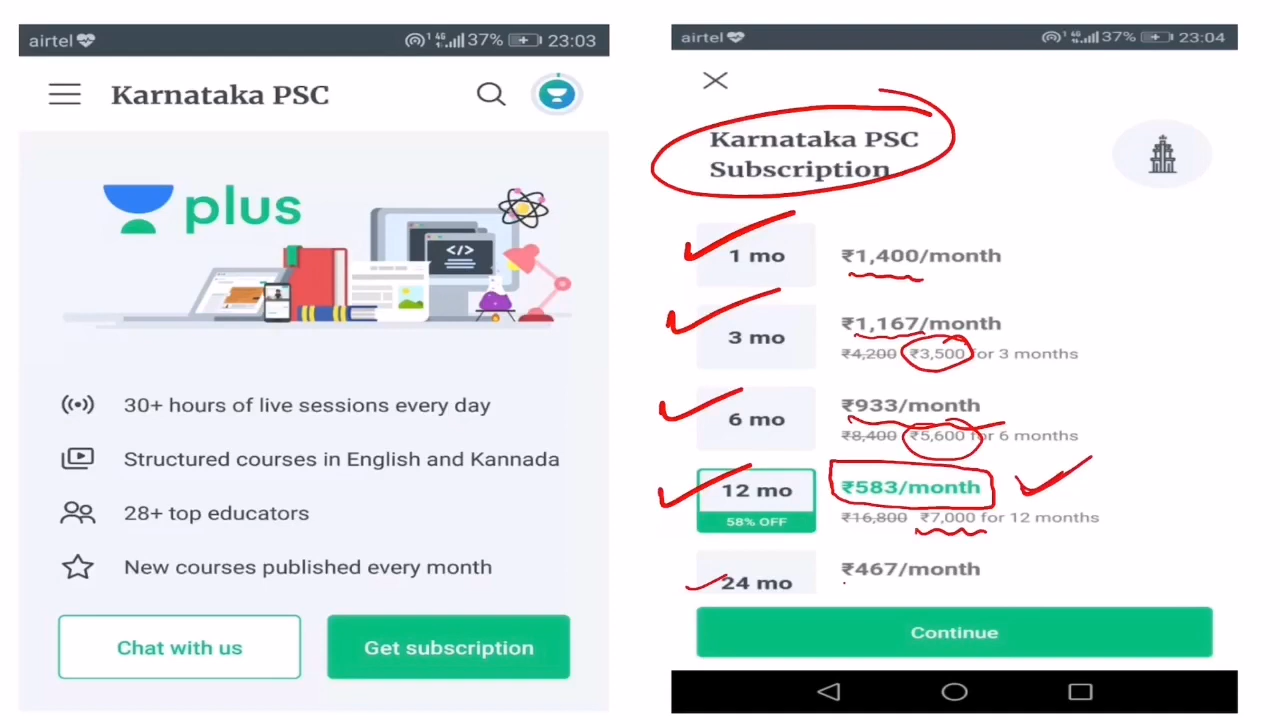 airtel 4G 37% 23:03
Karnataka PSC
plus
</>
30+ hours of live sessions every day
Structured courses in English and Kannada
28+ top educators
New courses published every month
Chat with us
Get subscription
airtel 4G 37% 23:04
Karnataka PSC
Subscription
1 mo ₹1,400/month
3 mo ₹1,167/month
₹4,200 ₹3,500 for 3 months
6 mo ₹933/month
₹8,400 ₹5,600 for 6 months
12 mo ₹583/month
58% OFF ₹16,800 ₹7,000 for 12 months
24 mo ₹467/month
Continue